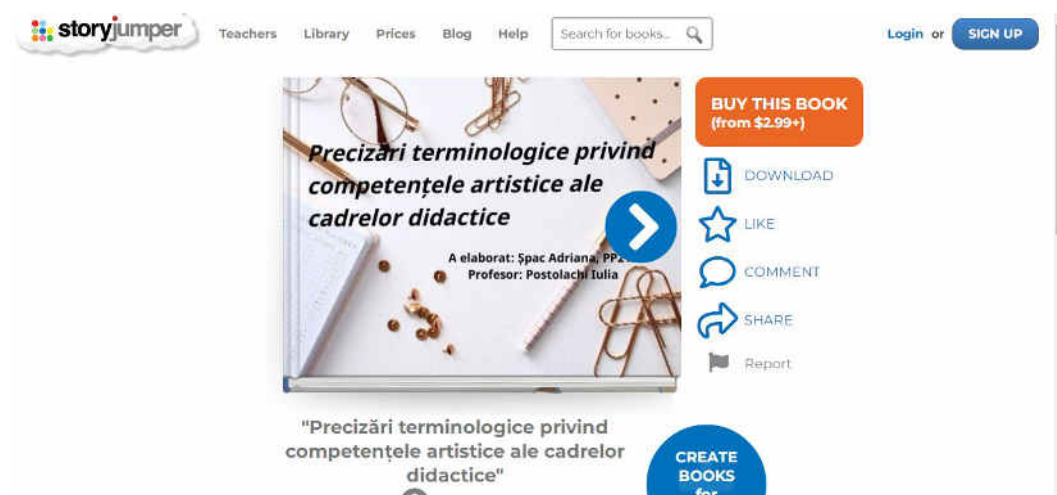 storyjumper
Teachers Library Prices Blog Help Search for books... Login or SIGN UP
Precizări terminologice privind
competențele artistice ale
cadrelor didactice
A elaborat: Șpac Adriana,
Profesor: Postolachi Iulia
BUY THIS BOOK
(from $2.99+)
DOWNLOAD
LIKE
COMMENT
SHARE
Report
"Precizări terminologice privind
competențele artistice ale cadrelor
didactice"
CREATE
BOOKS
for